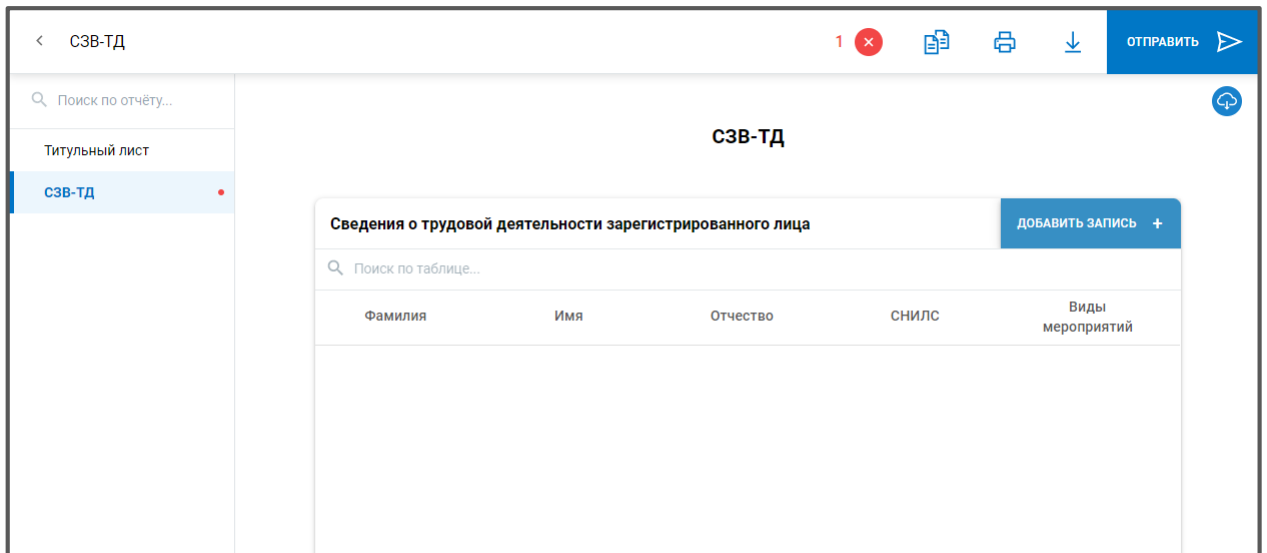 СЗВ-ТД
1
ОТПРАВИТЬ
Поиск по отчёту...
Титульный лист
СЗВ-ТД
СЗВ-ТД
Сведения о трудовой деятельности зарегистрированного лица
ДОБАВИТЬ ЗАПИСЬ +
Поиск по таблице...
Фамилия Имя Отчество СНИЛС Виды
мероприятий